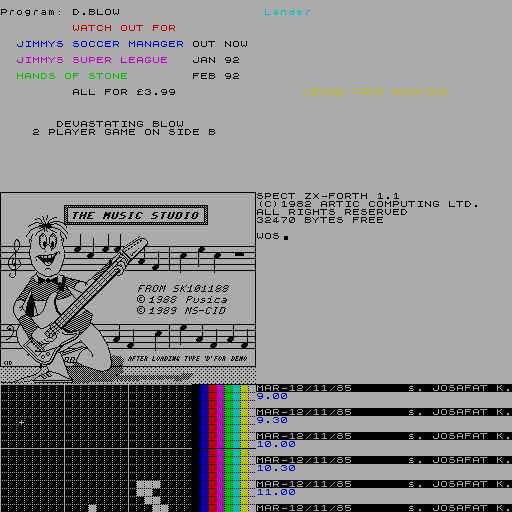 Program: D.BLOW
WATCH OUT FOR
JIMMYS SOCCER MANAGER OUT NOW
JIMMYS SUPER LEAGUE JAN 92
HANDS OF STONE FEB 92
ALL FOR £3.99
DEVASTATING BLOW
2 PLAYER GAME ON SIDE B
Lander
THE MUSIC STUDIO
FROM SK101188
© 1988 Pusica
© 1989 MS-CID
AFTER LOADING TYPE 'D' FOR DEMO
CID
SPECT ZX-FORTH 1.1
(C)1982 ARTIC COMPUTING LTD.
ALL RIGHTS RESERVED
32470 BYTES FREE
WOS
MAR-12/11/85 s. JOSAFAT K.
9.00
MAR-12/11/85 s. JOSAFAT K.
9.30
MAR-12/11/85 s. JOSAFAT K.
10.00
MAR-12/11/85 s. JOSAFAT K.
10.30
MAR-12/11/85 s. JOSAFAT K.
11.00
MAR-12/11/85 s. JOSAFAT K.